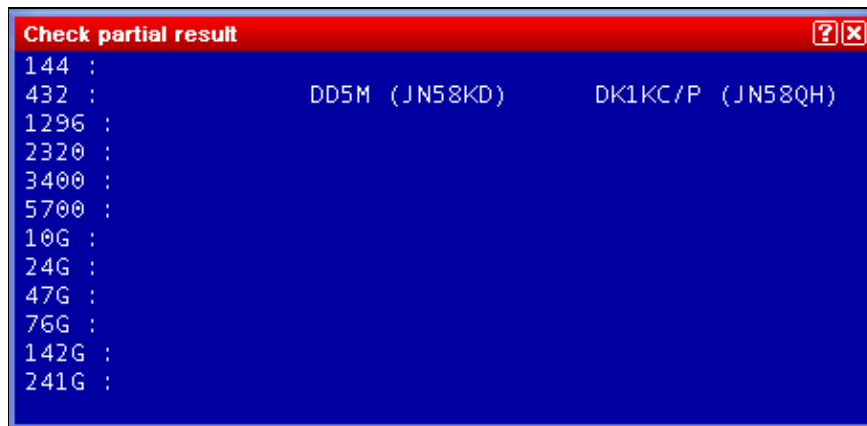 Check partial result
144 :
432 : DD5M (JN58KD) DK1KC/P (JN58QH)
1296 :
2320 :
3400 :
5700 :
10G :
24G :
47G :
76G :
142G :
241G :